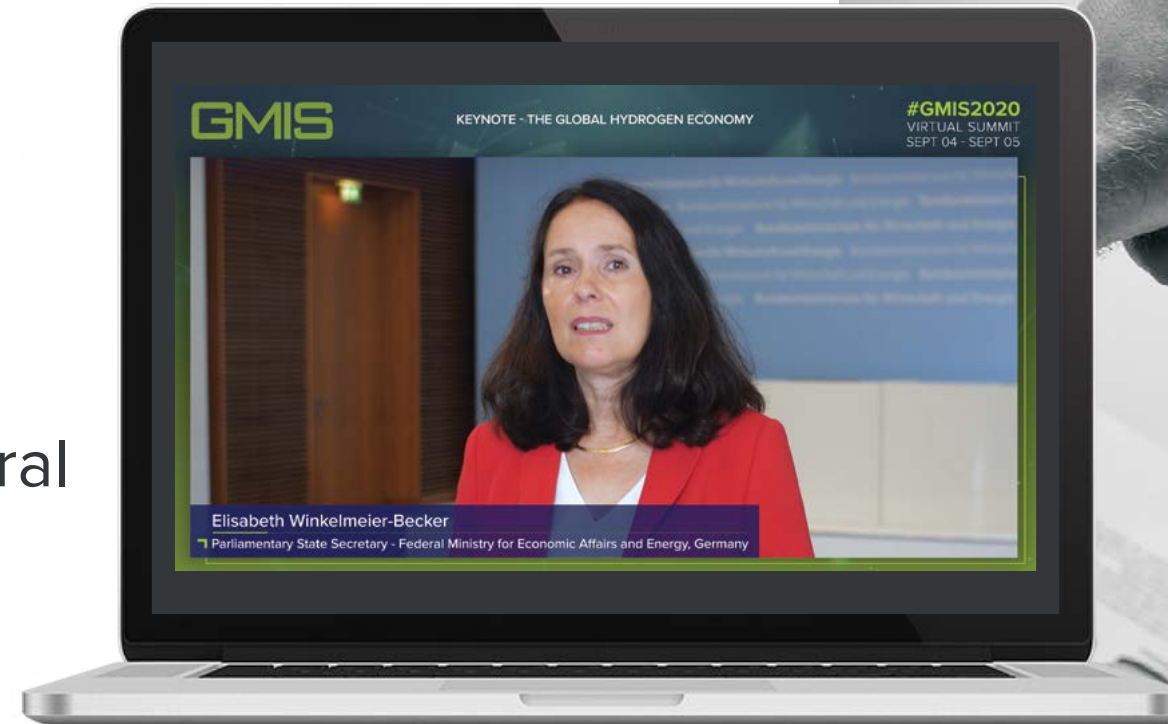 GMIS
KEYNOTE - THE GLOBAL HYDROGEN ECONOMY
#GMIS2020
VIRTUAL SUMMIT
SEPT 04 - SEPT 05
ral
Elisabeth Winkelmeier-Becker
Parliamentary State Secretary - Federal Ministry for Economic Affairs and Energy, Germany